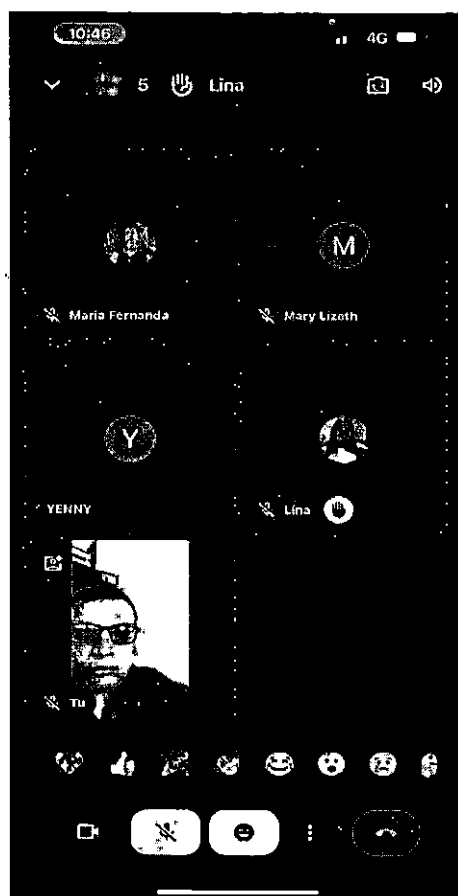 10:46 4G
5 Lina
M
Maria Fernanda Mary Lizeth
Y
YENNY Lina
Tu